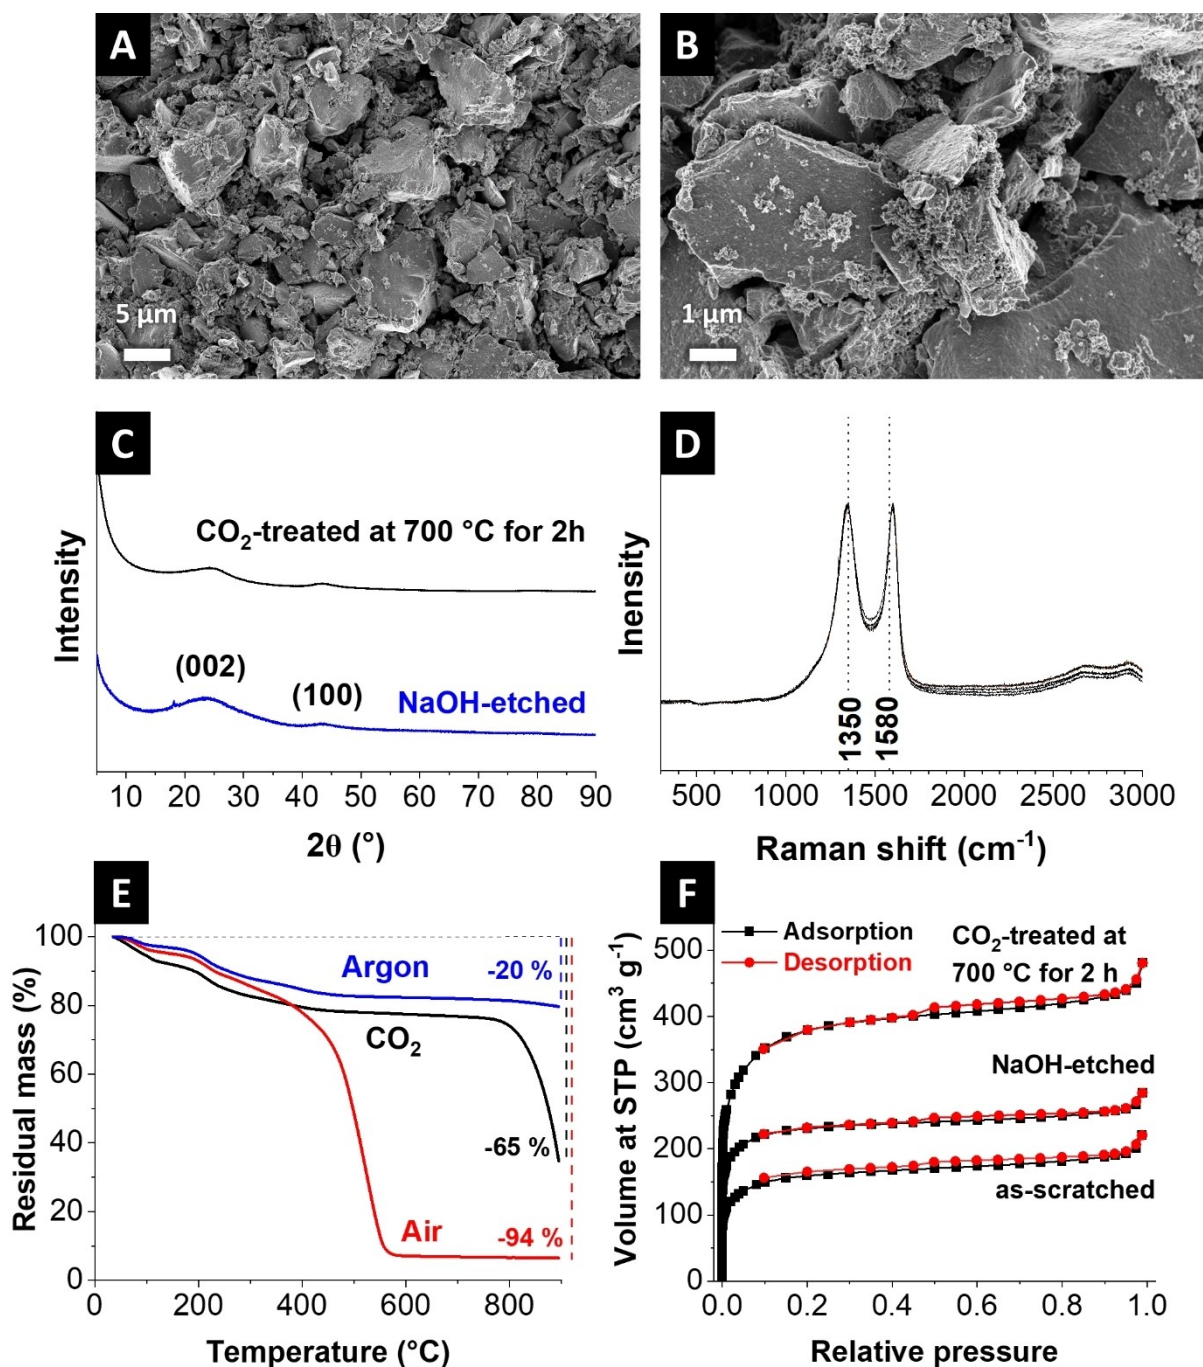 A
5 µm
B
1 µm
C
CO2-treated at 700 °C for 2h
(002)
(100)
NaOH-etched
Intensity
10 20 30 40 50 60 70 80 90
2θ (°)
D
Inensity
1350
1580
500 1000 1500 2000 2500 3000
Raman shift (cm-1)
E
100
80
60
40
20
0
Argon
-20 %
CO2
-65 %
Air
-94 %
Residual mass (%)
0 200 400 600 800
Temperature (°C)
F
Adsorption
Desorption
CO2-treated at
700 °C for 2 h
NaOH-etched
as-scratched
500
400
300
200
100
0
Volume at STP (cm3 g-1)
0.0 0.2 0.4 0.6 0.8 1.0
Relative pressure